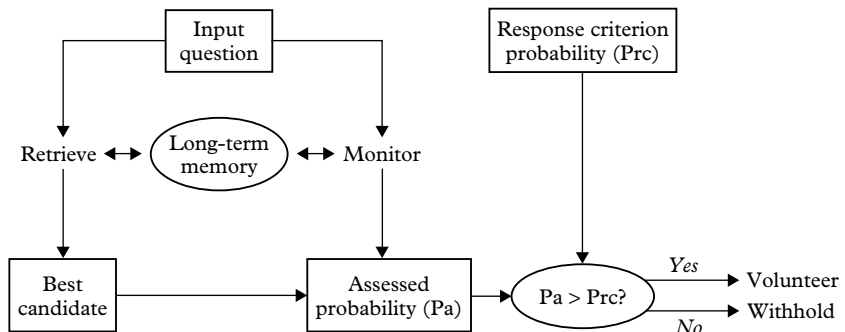 Input
question
Response criterion
probability (Prc)
Retrieve
Long-term
memory
Monitor
Best
candidate
Assessed
probability (Pa)
Pa > Prc?
Yes
Volunteer
No
Withhold